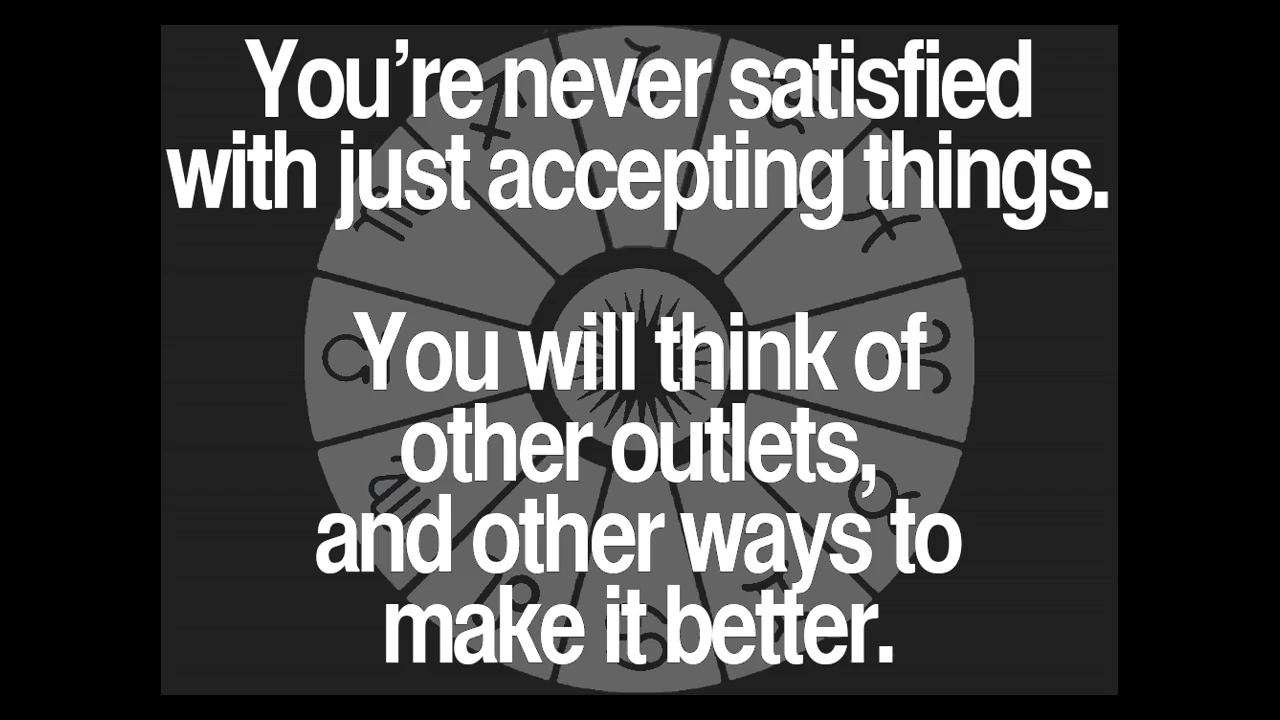 You’re never satisfied
with just accepting things.
You will think of
other outlets,
and other ways to
make it better.